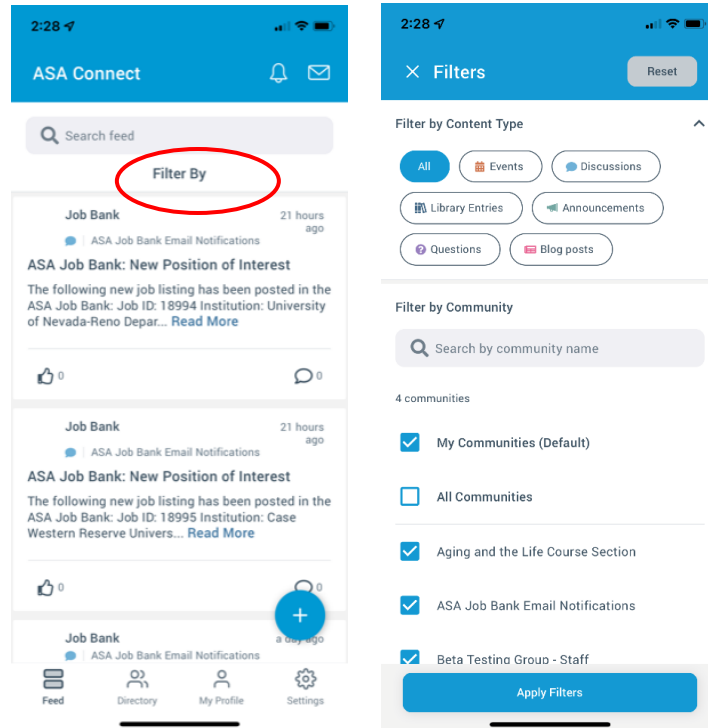 2:28
ASA Connect
Search feed
Filter By
Job Bank
21 hours
ago
ASA Job Bank Email Notifications
ASA Job Bank: New Position of Interest
The following new job listing has been posted in the
ASA Job Bank: Job ID: 18994 Institution: University
of Nevada-Reno Depar... Read More
0
0
Job Bank
21 hours
ago
ASA Job Bank Email Notifications
ASA Job Bank: New Position of Interest
The following new job listing has been posted in the
ASA Job Bank: Job ID: 18995 Institution: Case
Western Reserve Univers... Read More
0
0
+
Job Bank
a day ago
ASA Job Bank Email Notifications
Feed
Directory
My Profile
Settings
2:28
Filters
Reset
Filter by Content Type
All
Events
Discussions
Library Entries
Announcements
Questions
Blog posts
Filter by Community
Search by community name
4 communities
My Communities (Default)
All Communities
Aging and the Life Course Section
ASA Job Bank Email Notifications
Beta Testing Group - Staff
Apply Filters